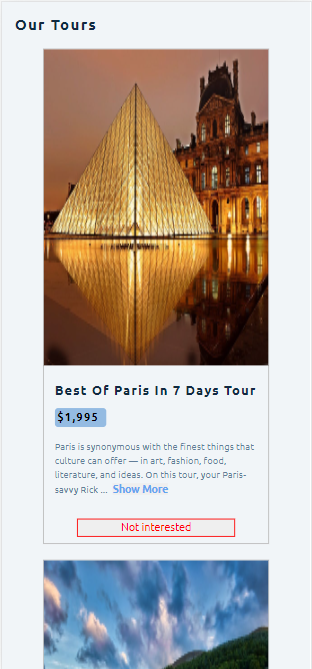 Our Tours
Best Of Paris In 7 Days Tour
$1,995
Paris is synonymous with the finest things that
culture can offer — in art, fashion, food,
literature, and ideas. On this tour, your Paris-
savvy Rick ... Show More
Not interested